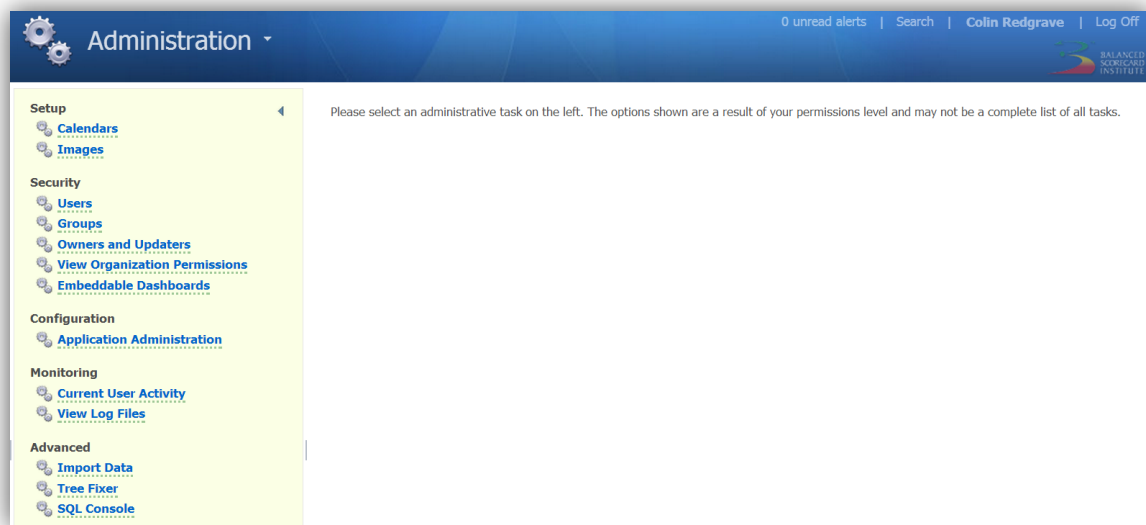 0 unread alerts | Search | Colin Redgrave | Log Off
Administration
BALANCED
SCORECARD
INSTITUTE
Setup
Calendars
Images
Security
Users
Groups
Owners and Updaters
View Organization Permissions
Embeddable Dashboards
Configuration
Application Administration
Monitoring
Current User Activity
View Log Files
Advanced
Import Data
Tree Fixer
SQL Console
Please select an administrative task on the left. The options shown are a result of your permissions level and may not be a complete list of all tasks.